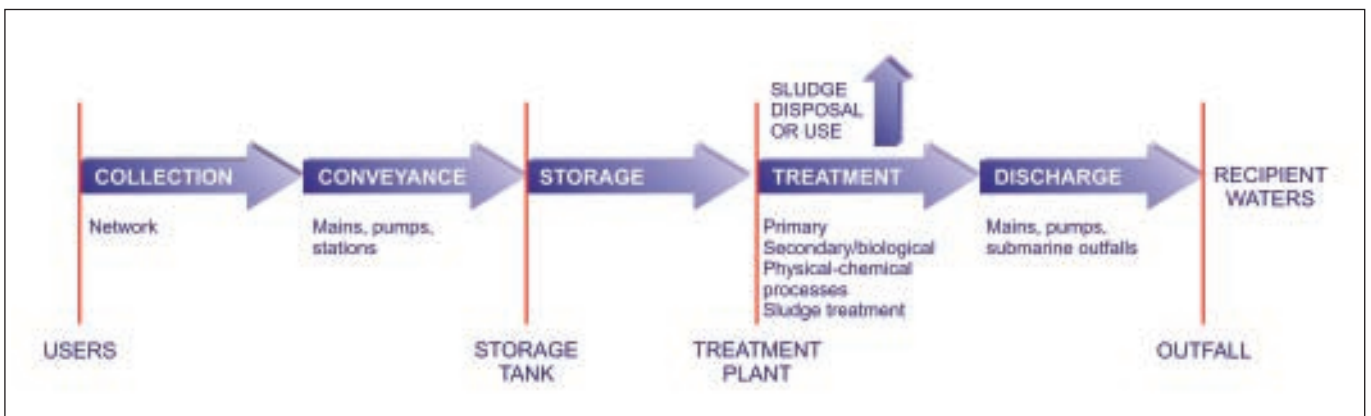 SLUDGE
DISPOSAL
OR USE
COLLECTION
CONVEYANCE
STORAGE
TREATMENT
DISCHARGE
RECIPIENT
WATERS
Network
Mains, pumps,
stations
Primary
Secondary/biological
Physical-chemical
processes
Sludge treatment
Mains, pumps,
submarine outfalls
USERS
STORAGE
TANK
TREATMENT
PLANT
OUTFALL